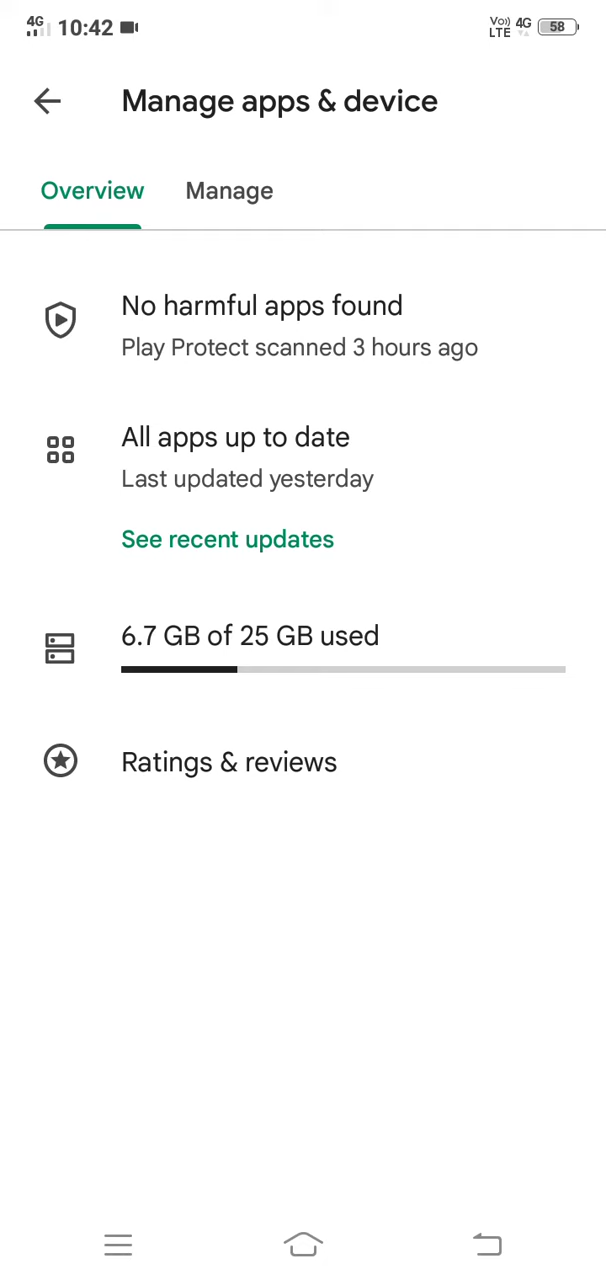 4G 10:42 Vo)) LTE 4G 58
Manage apps & device
Overview Manage
No harmful apps found
Play Protect scanned 3 hours ago
All apps up to date
Last updated yesterday
See recent updates
6.7 GB of 25 GB used
Ratings & reviews